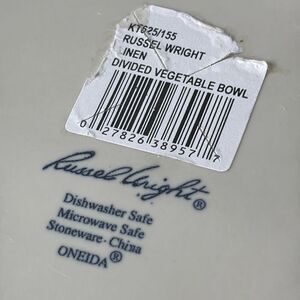 KT625/155
RUSSEL WRIGHT
INEN
DIVIDED VEGETABLE BOWL
0 27826 38957 7
Russel Wright®
Dishwasher Safe
Microwave Safe
Stoneware · China
ONEIDA®